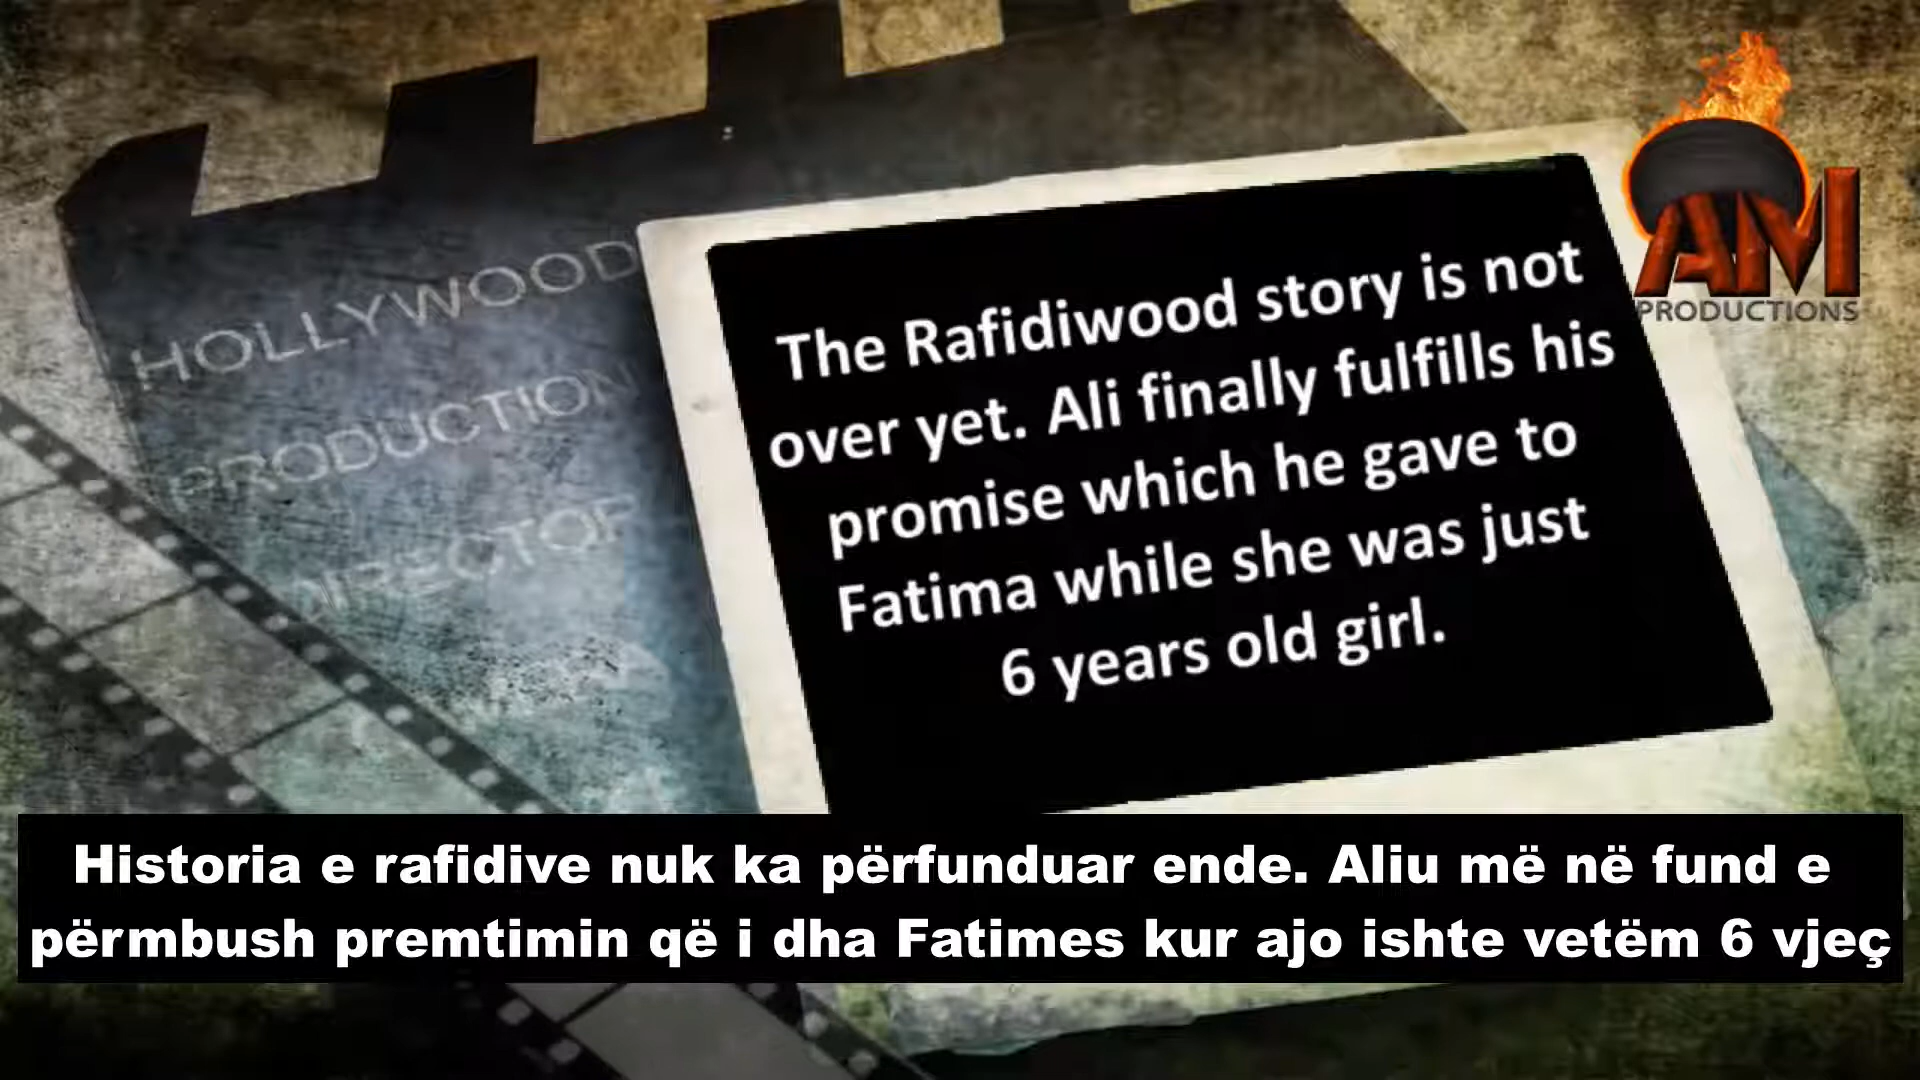 HOLLYWOOD
PRODUCTION
DIRECTOR
The Rafidiwood story is not
over yet. Ali finally fulfills his
promise which he gave to
Fatima while she was just
6 years old girl.
AM
PRODUCTIONS
Historia e rafidive nuk ka përfunduar ende. Aliu më në fund e
përmbush premtimin që i dha Fatimes kur ajo ishte vetëm 6 vjeç